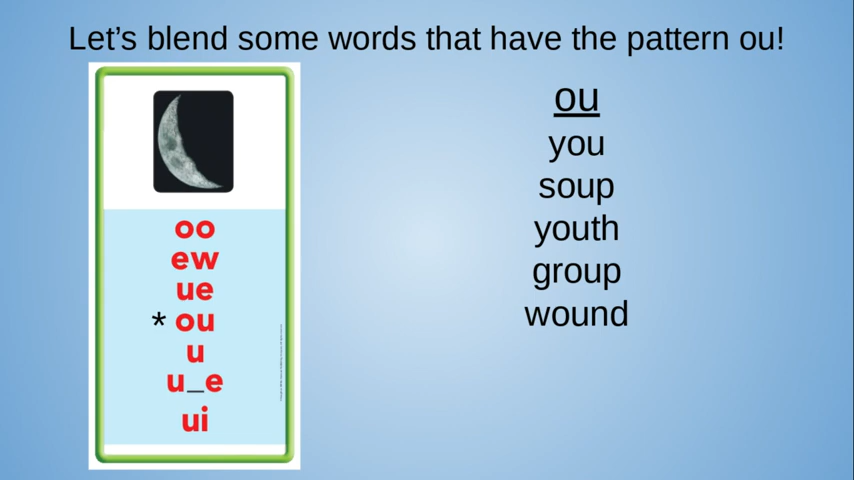 Let's blend some words that have the pattern ou!
oo
ew
ue
* ou
u
u_e
ui
ou
you
soup
youth
group
wound